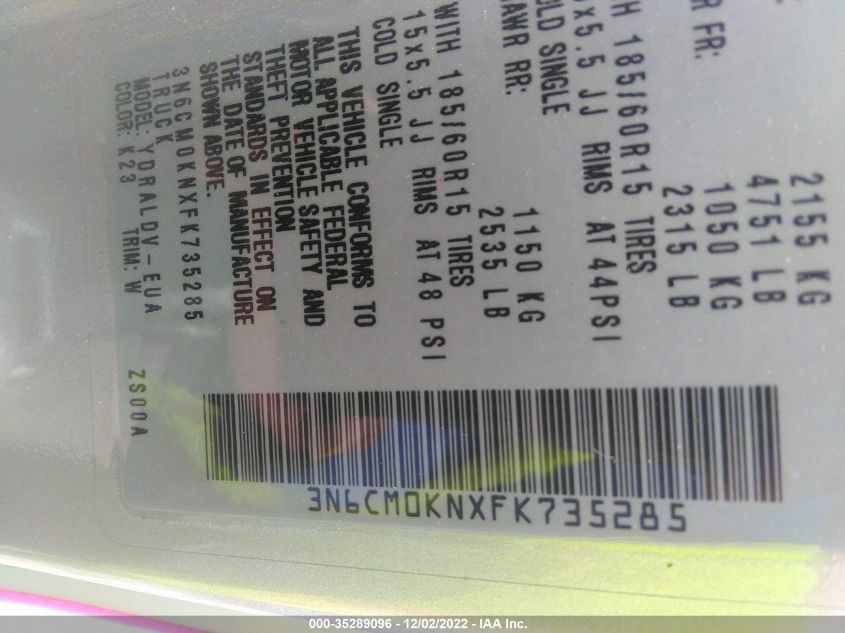 2155 KG
4751 LB
R FR:
1050 KG
2315 LB
TH 185/60R15 TIRES
x5.5 JJ RIMS AT 44PSI
OLD SINGLE
AWR RR:
1150 KG
2535 LB
WITH 185/60R15 TIRES
15x5.5 JJ RIMS AT 48 PSI
COLD SINGLE
THIS VEHICLE CONFORMS TO
ALL APPLICABLE FEDERAL
MOTOR VEHICLE SAFETY AND
THEFT PREVENTION
STANDARDS IN EFFECT ON
THE DATE OF MANUFACTURE
SHOWN ABOVE.
3N6CM0KNXFK735285
TRUCK
MODEL: YDRALDV-EUA ZS00A
COLOR: K23 TRIM: W
3N6CM0KNXFK735285
000-35289096 - 12/02/2022 - IAA Inc.